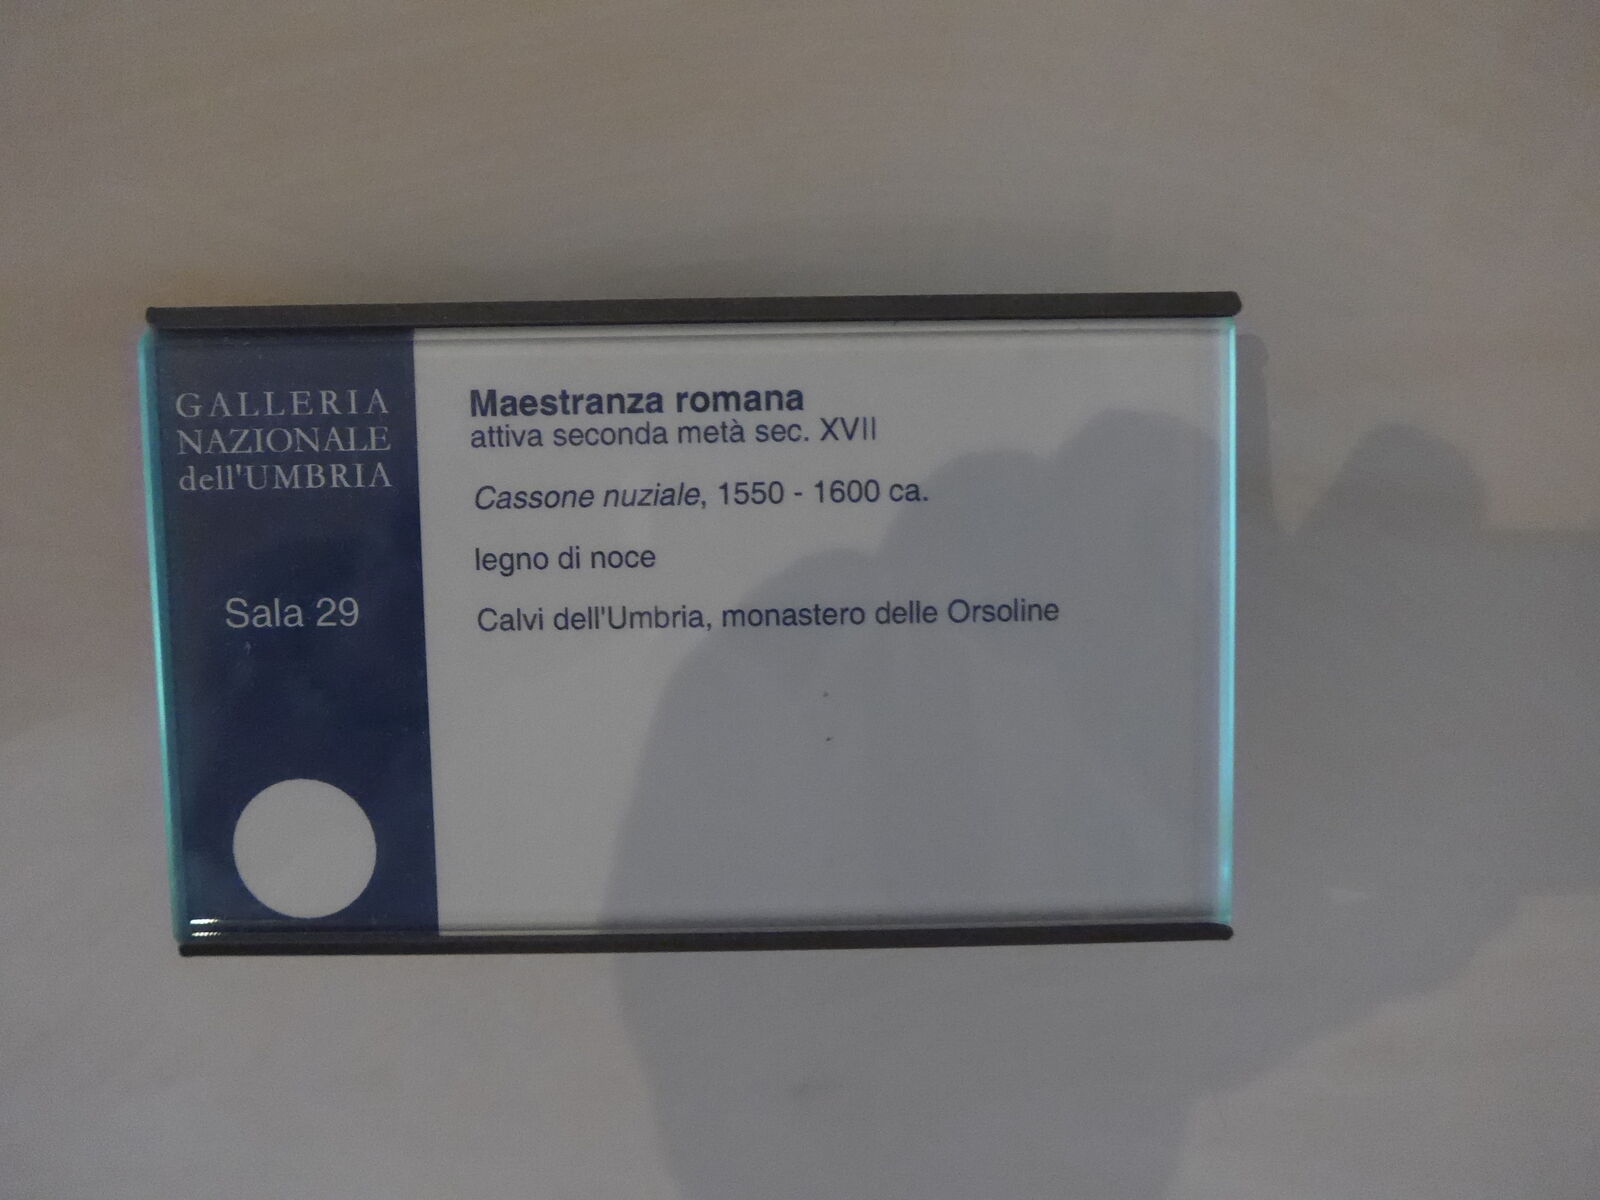 GALLERIA
NAZIONALE
dell'UMBRIA
Sala 29
Maestranza romana
attiva seconda metà sec. XVII
Cassone nuziale, 1550 - 1600 ca.
legno di noce
Calvi dell'Umbria, monastero delle Orsoline